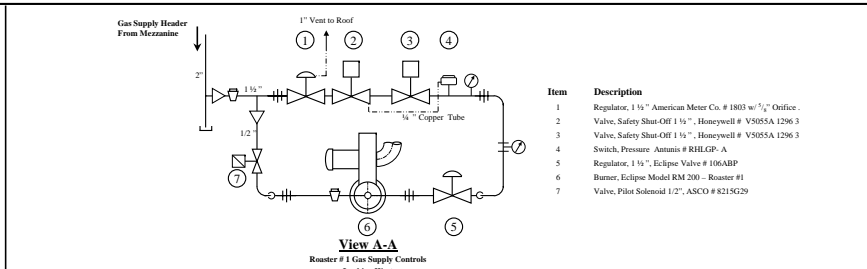 Gas Supply Header
From Mezzanine
1" Vent to Roof
1
2
3
4
2"
1 ½ "
¼ " Copper Tube
1/2 "
7
6
5
View A-A
Roaster # 1 Gas Supply Controls
Item Description
1 Regulator, 1 ½ " American Meter Co. # 1803 w/ 5/8" Orifice .
2 Valve, Safety Shut-Off 1 ½ " , Honeywell # V5055A 1296 3
3 Valve, Safety Shut-Off 1 ½ " , Honeywell # V5055A 1296 3
4 Switch, Pressure Antunis # RHLGP- A
5 Regulator, 1 ½ ", Eclipse Valve # 106ABP
6 Burner, Eclipse Model RM 200 – Roaster #1
7 Valve, Pilot Solenoid 1/2", ASCO # 8215G29